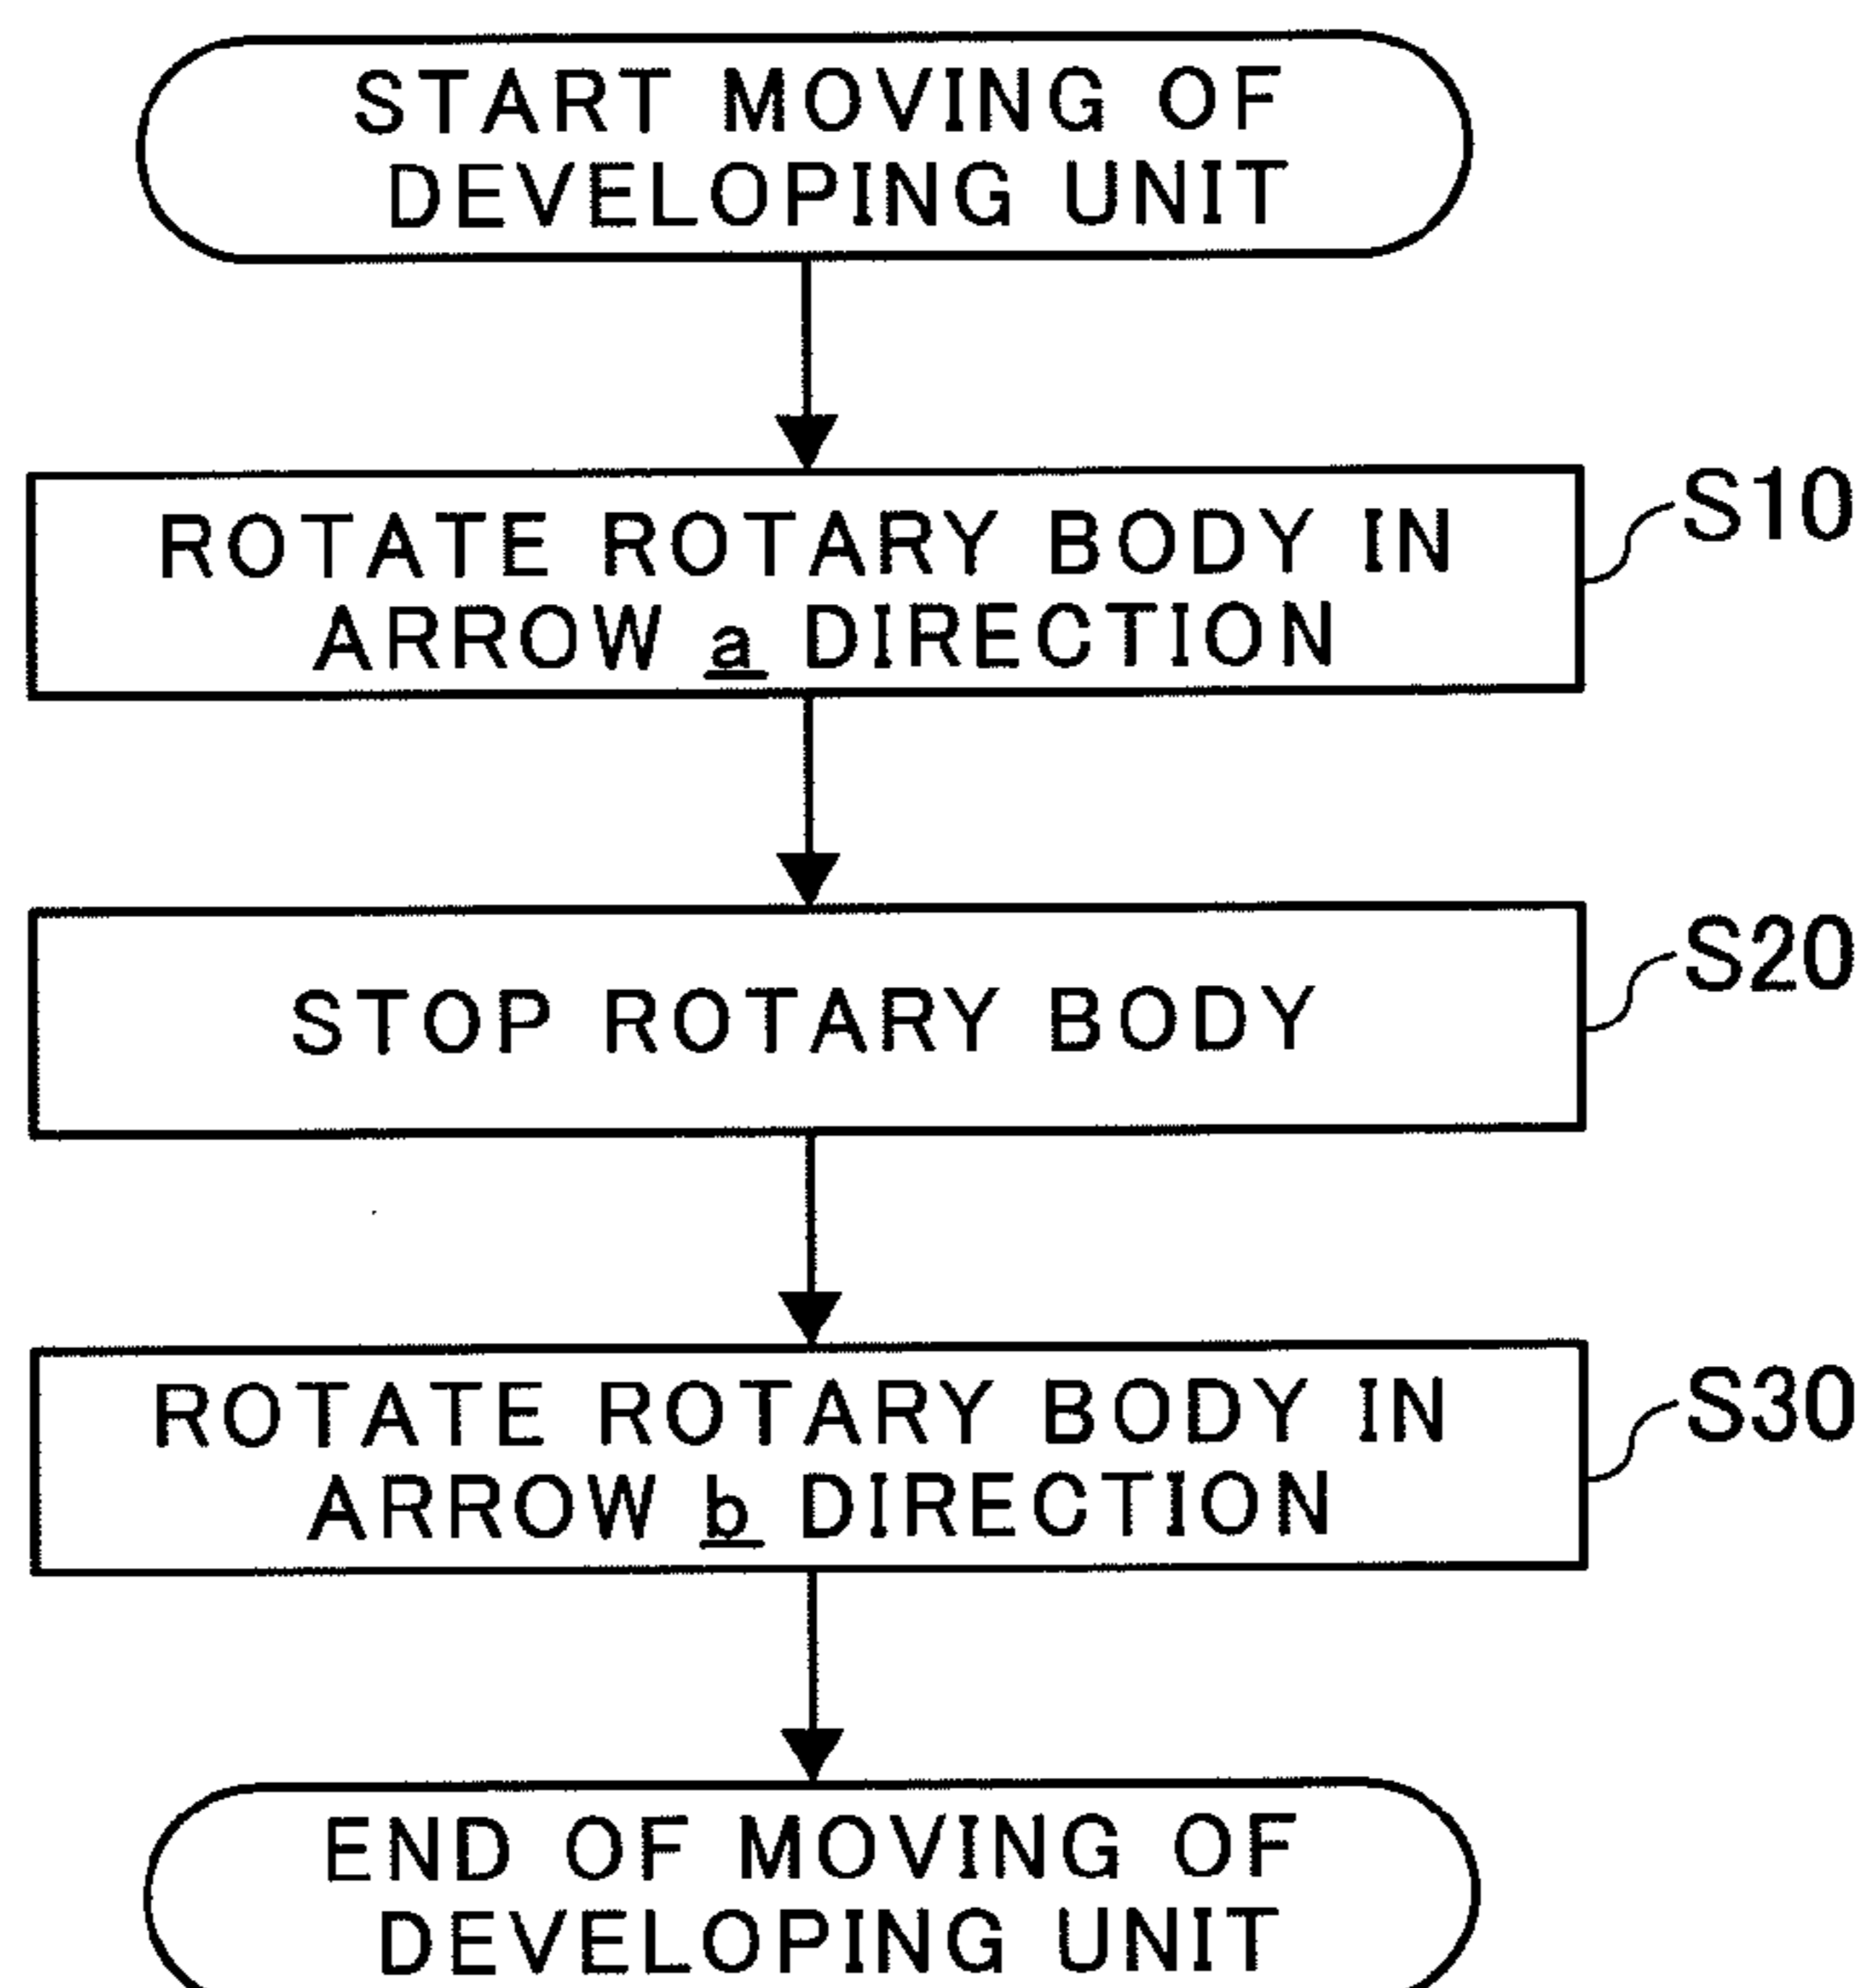 START MOVING OF
DEVELOPING UNIT
ROTATE ROTARY BODY IN
ARROW a DIRECTION
S10
STOP ROTARY BODY
S20
ROTATE ROTARY BODY IN
ARROW b DIRECTION
S30
END OF MOVING OF
DEVELOPING UNIT